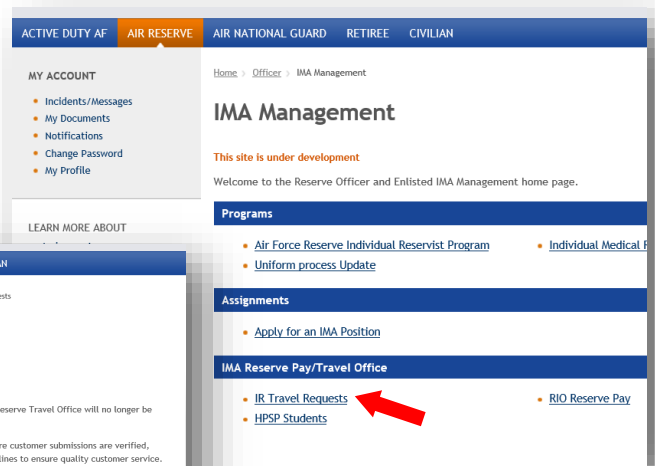 ACTIVE DUTY AF AIR RESERVE AIR NATIONAL GUARD RETIREE CIVILIAN
MY ACCOUNT
Incidents/Messages
My Documents
Notifications
Change Password
My Profile
LEARN MORE ABOUT
Home > Officer > IMA Management
IMA Management
This site is under development
Welcome to the Reserve Officer and Enlisted IMA Management home page.
Programs
Air Force Reserve Individual Reservist Program
Individual Medical
Uniform process Update
Assignments
Apply for an IMA Position
IMA Reserve Pay/Travel Office
IR Travel Requests
RIO Reserve Pay
HPSP Students
eserve Travel Office will no longer be
re customer submissions are verified,
lines to ensure quality customer service.